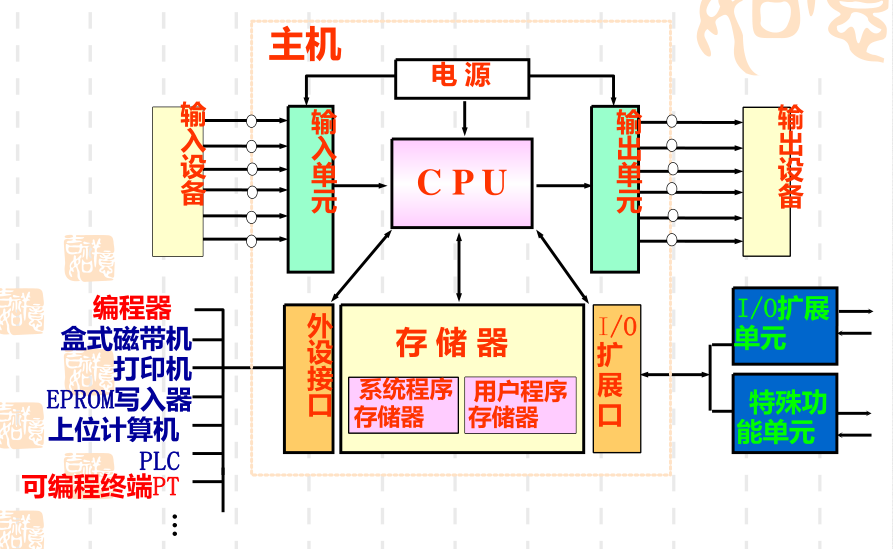 主机
电 源
输入设备
输入单元
C P U
输出单元
输出设备
编程器
盒式磁带机
打印机
EPROM写入器
上位计算机
PLC
可编程终端PT
⋮
外设接口
存 储 器
系统程序
存储器
用户程序
存储器
I/O
扩
展
口
I/O扩展
单元
特殊功
能单元